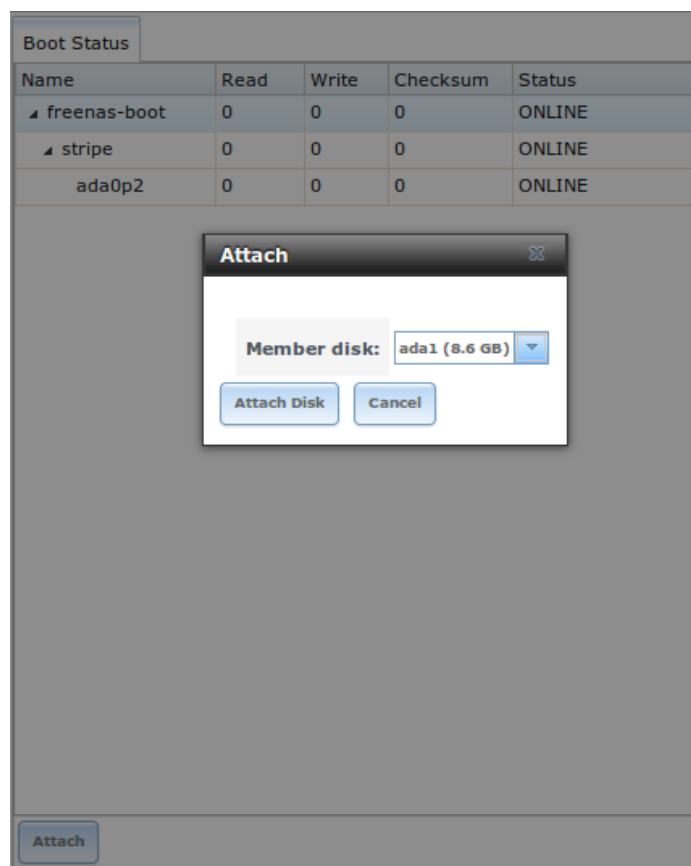 Boot Status
Name Read Write Checksum Status
freenas-boot 0 0 0 ONLINE
stripe 0 0 0 ONLINE
ada0p2 0 0 0 ONLINE
Attach
Member disk: ada1 (8.6 GB)
Attach Disk Cancel
Attach